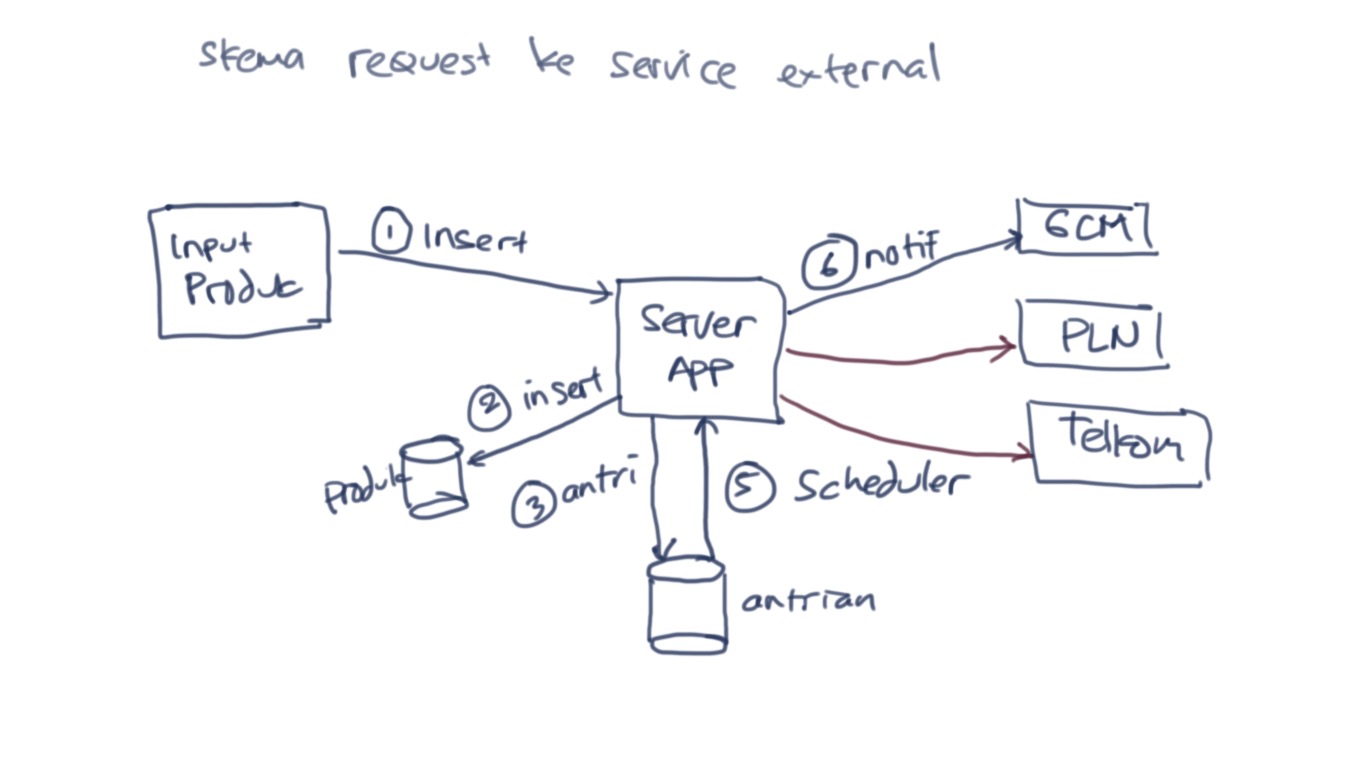 Skema request ke service external
Input
Produk
1 Insert
Server
APP
6 notif
GCM
PLN
Telkom
2 insert
Produk
3 antri
5 Scheduler
antrian